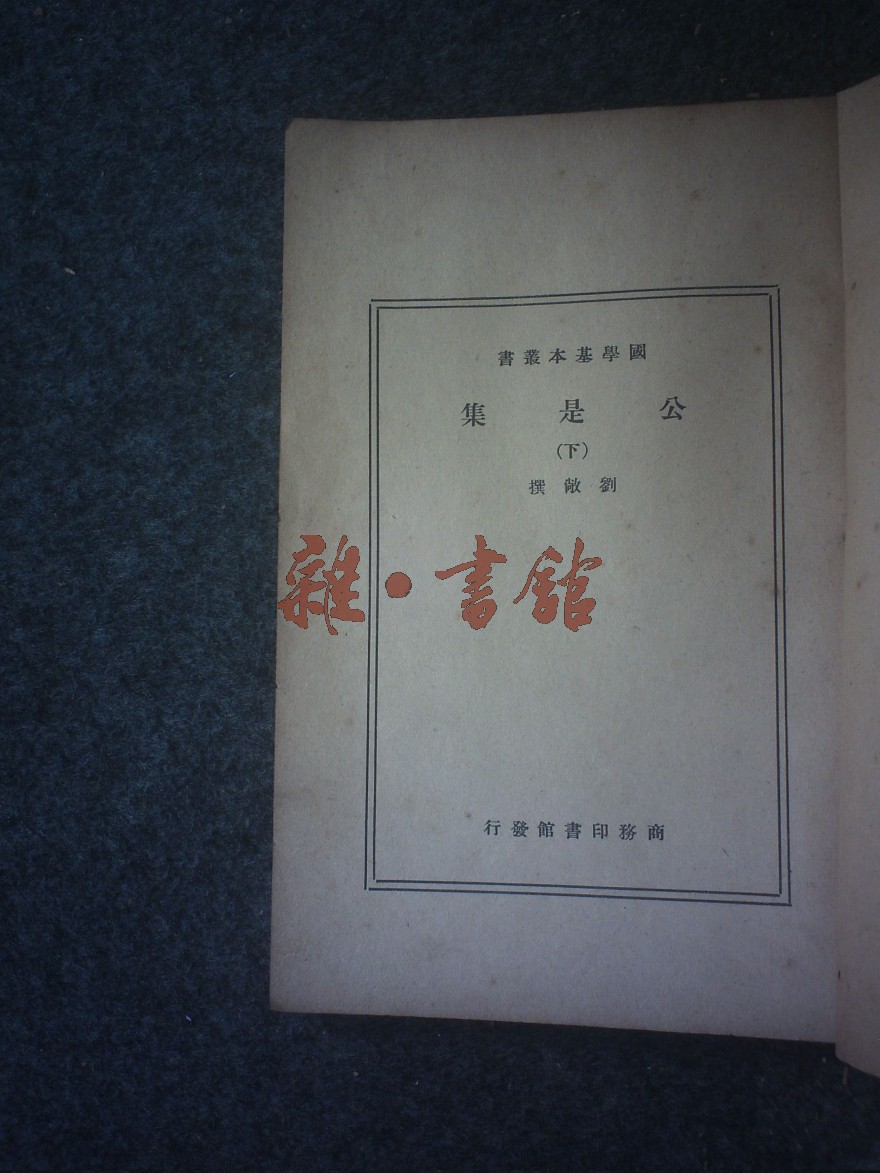 國學基本叢書
公是集
(下)
劉敞撰
雜·書館
商務印書館發行